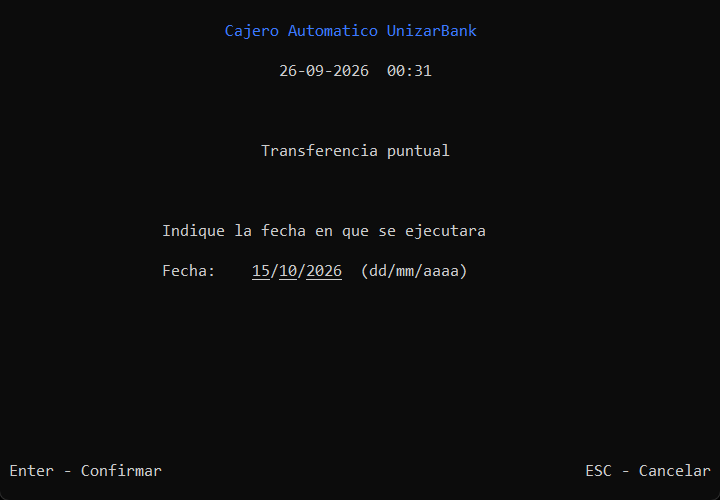 Cajero Automatico UnizarBank
26-09-2026  00:31
Transferencia puntual
Indique la fecha en que se ejecutara
Fecha:    15/10/2026  (dd/mm/aaaa)
Enter - Confirmar    ESC - Cancelar